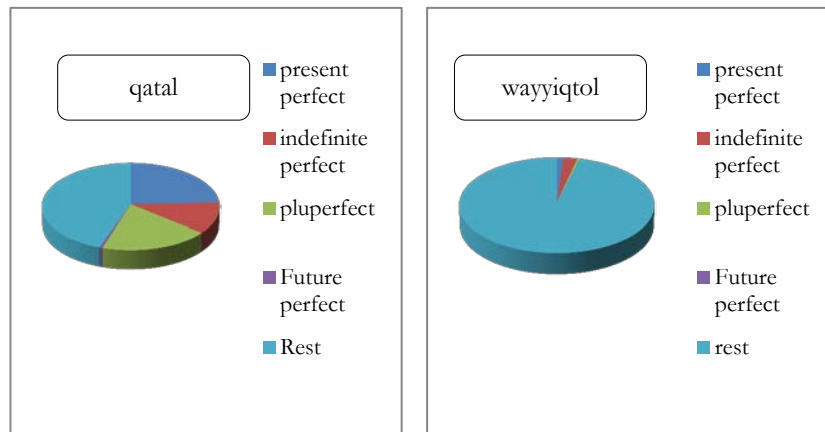 qatal
present
perfect
indefinite
perfect
pluperfect
Future
perfect
Rest
wayyiqtol
present
perfect
indefinite
perfect
pluperfect
Future
perfect
rest